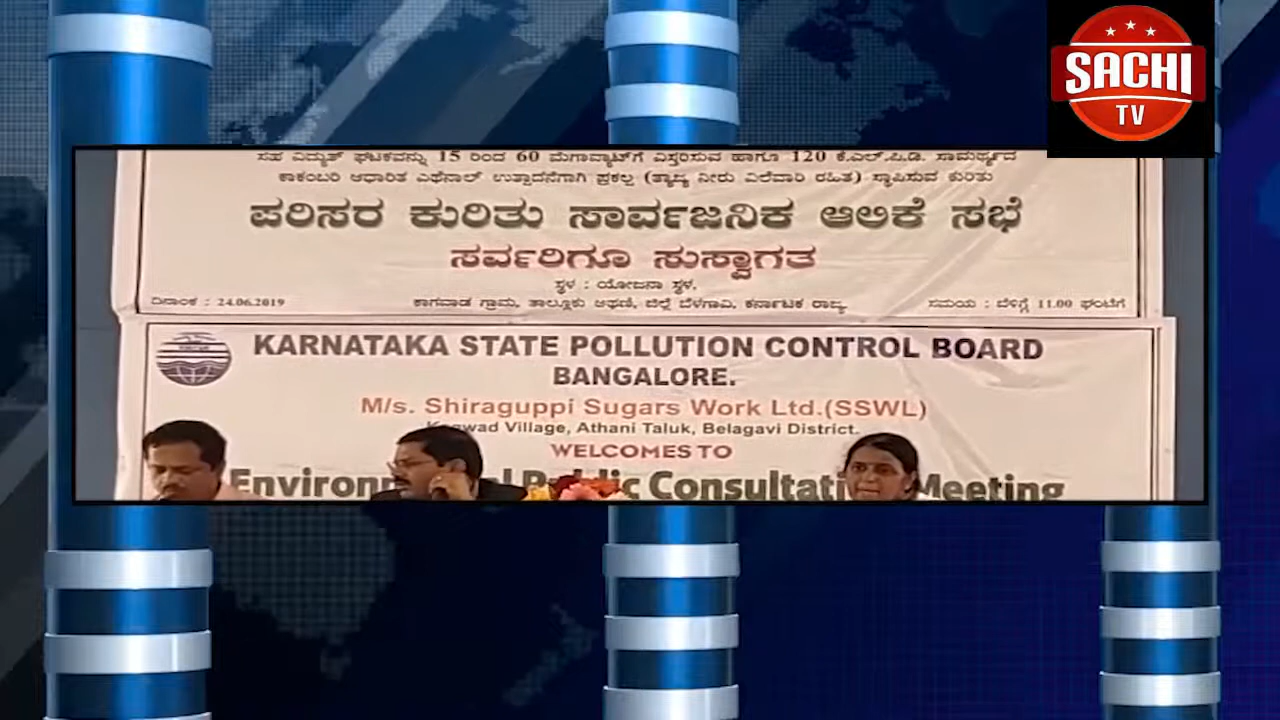 SACHI
TV
ಸಹ ವಿದ್ಯುತ್ ಘಟಕವನ್ನು 15 ರಿಂದ 60 ಮೆಗಾವ್ಯಾಟ್‌ಗೆ ವಿಸ್ತರಿಸುವ ಹಾಗೂ 120 ಕೆ.ಎಲ್.ಪಿ.ಡಿ. ಸಾಮರ್ಥ್ಯದ
ಕಾಕಂಬರಿ ಆಧಾರಿತ ಎಥೆನಾಲ್ ಉತ್ಪಾದನೆಗಾಗಿ ಪ್ರಕಲ್ಪ (ತ್ಯಾಜ್ಯ ನೀರು ವಿಲೆವಾರಿ ರಹಿತ) ಸ್ಥಾಪಿಸುವ ಕುರಿತು
ಪರಿಸರ ಕುರಿತು ಸಾರ್ವಜನಿಕ ಆಲಿಕೆ ಸಭೆ
ಸರ್ವರಿಗೂ ಸುಸ್ವಾಗತ
ಸ್ಥಳ : ಯೋಜನಾ ಸ್ಥಳ.
ದಿನಾಂಕ : 24.06.2019 ಕಾಗವಾಡ ಗ್ರಾಮ, ತಾಲ್ಲೂಕು ಅಥಣಿ, ಜಿಲ್ಲೆ ಬೆಳಗಾವಿ, ಕರ್ನಾಟಕ ರಾಜ್ಯ ಸಮಯ : ಬೆಳಿಗ್ಗೆ 11.00 ಘಂಟೆಗೆ
KARNATAKA STATE POLLUTION CONTROL BOARD
BANGALORE.
M/s. Shiraguppi Sugars Work Ltd.(SSWL)
Village, Athani Taluk, Belagavi District.
WELCOMES TO
Meeting